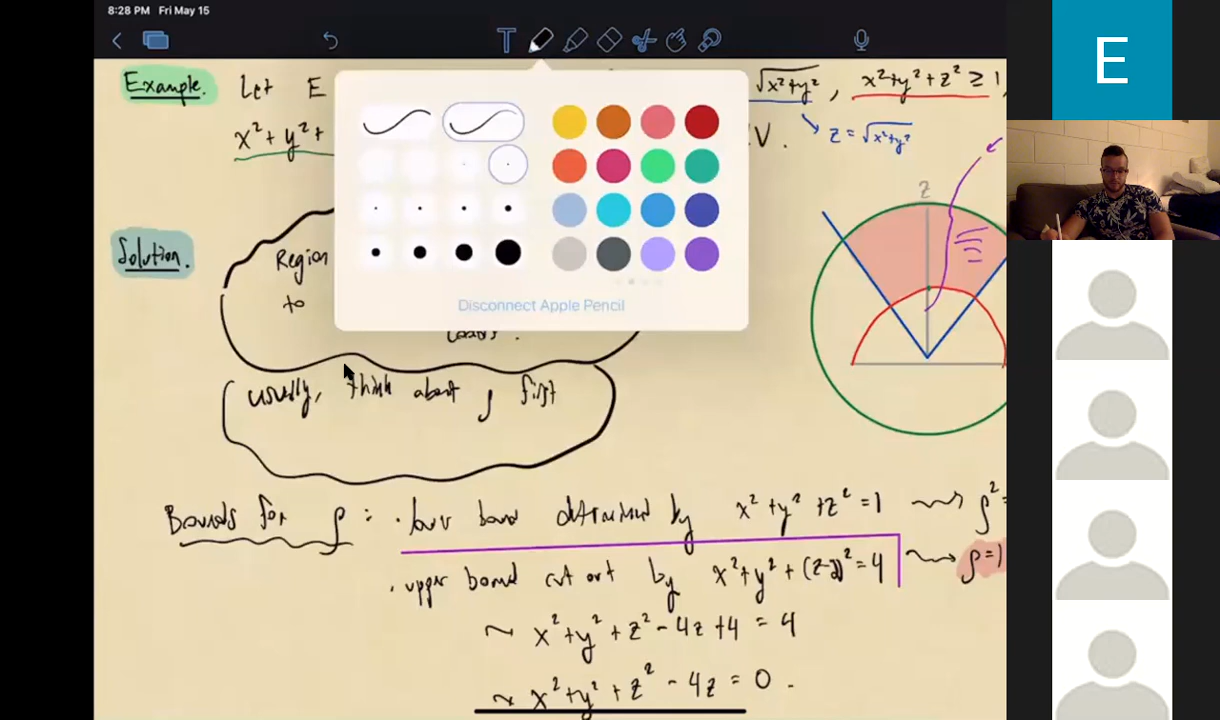 8:28 PM Fri May 15
Example. Let E √x²+y² , x²+y²+z² ≥ 1,
x²+y²+ V.
z = √x²+y²
Z
Solution. Region
to
usually, think about ρ first
Bounds for ρ : · lower bound determined by x²+y²+z²=1 ⇝ ρ²=
· upper bound cut out by x²+y²+(z-2)²=4 ⇝ ρ=1
~ x²+y²+z²-4z+4=4
~ x²+y²+z²-4z=0.
Disconnect Apple Pencil
T
E